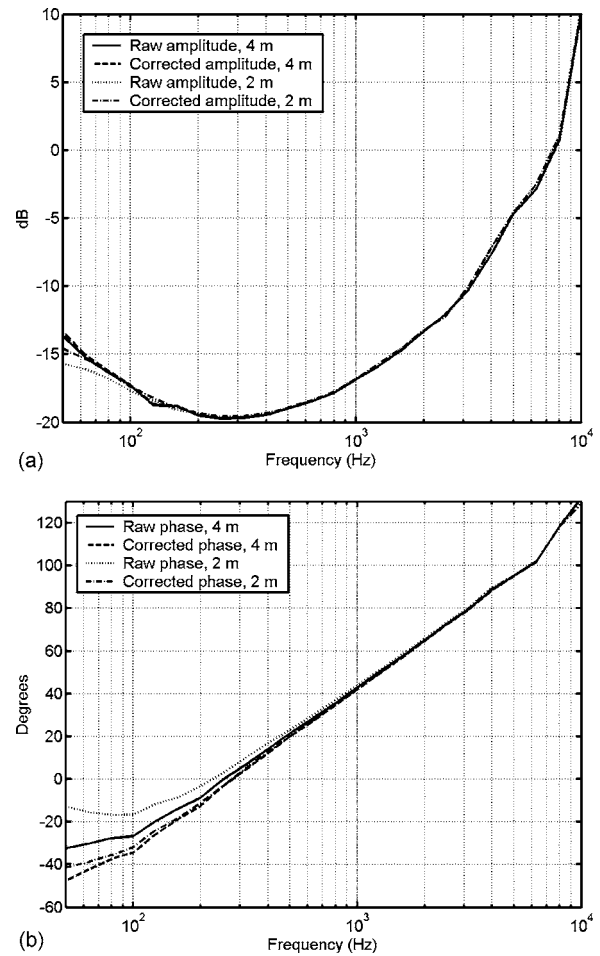 10
5
0
-5
-10
-15
-20
dB
Raw amplitude, 4 m
Corrected amplitude, 4 m
Raw amplitude, 2 m
Corrected amplitude, 2 m
10^2
10^3
10^4
Frequency (Hz)
(a)
120
100
80
60
40
20
0
-20
-40
-60
Degrees
Raw phase, 4 m
Corrected phase, 4 m
Raw phase, 2 m
Corrected phase, 2 m
10^2
10^3
10^4
Frequency (Hz)
(b)